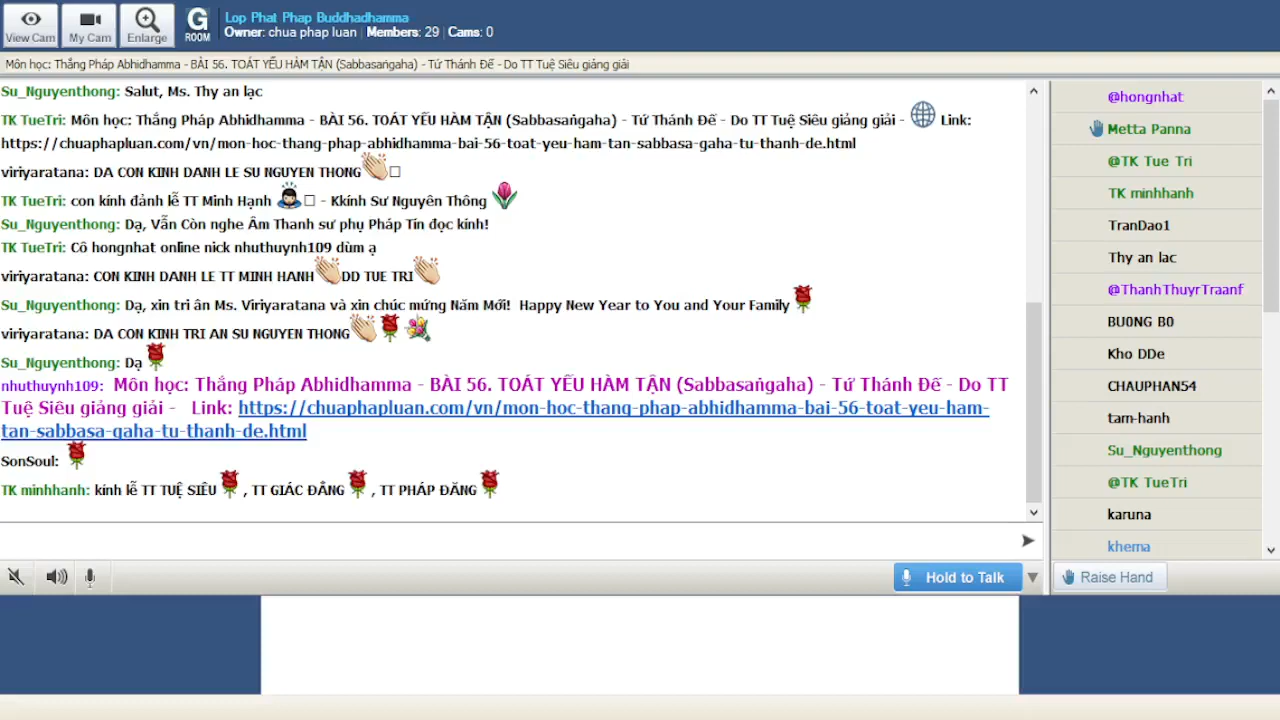 View Cam
My Cam
Enlarge
G
ROOM
Lop Phat Phap Buddhadhamma
Owner: chua phap luan | Members: 29 | Cams: 0
Môn học: Thắng Pháp Abhidhamma - BÀI 56. TOÁT YẾU HÀM TẬN (Sabbasaṅgaha) - Tứ Thánh Đế - Do TT Tuệ Siêu giảng giải
Su_Nguyenthong: Salut, Ms. Thy an lạc
TK TueTri: Môn học: Thắng Pháp Abhidhamma - BÀI 56. TOÁT YẾU HÀM TẬN (Sabbasaṅgaha) - Tứ Thánh Đế - Do TT Tuệ Siêu giảng giải - Link:
https://chuaphapluan.com/vn/mon-hoc-thang-phap-abhidhamma-bai-56-toat-yeu-ham-tan-sabbasa-gaha-tu-thanh-de.html
viriyaratana: DA CON KINH DANH LE SU NGUYEN THONG
TK TueTri: con kính đảnh lễ TT Minh Hạnh - Kkính Sư Nguyên Thông
Su_Nguyenthong: Dạ, Vẫn Còn nghe Âm Thanh sư phụ Pháp Tín đọc kính!
TK TueTri: Cô hongnhat online nick nhuthuynh109 dùm ạ
viriyaratana: CON KINH DANH LE TT MINH HANH DD TUE TRI
Su_Nguyenthong: Dạ, xin tri ân Ms. Viriyaratana và xin chúc mứng Năm Mới! Happy New Year to You and Your Family
viriyaratana: DA CON KINH TRI AN SU NGUYEN THONG
Su_Nguyenthong: Dạ
nhuthuynh109: Môn học: Thắng Pháp Abhidhamma - BÀI 56. TOÁT YẾU HÀM TẬN (Sabbasaṅgaha) - Tứ Thánh Đế - Do TT
Tuệ Siêu giảng giải - Link: https://chuaphapluan.com/vn/mon-hoc-thang-phap-abhidhamma-bai-56-toat-yeu-ham-
tan-sabbasa-gaha-tu-thanh-de.html
SonSoul:
TK minhhanh: kính lễ TT TUỆ SIÊU , TT GIÁC ĐẲNG , TT PHÁP ĐĂNG
Hold to Talk
@hongnhat
Metta Panna
@TK Tue Tri
TK minhhanh
TranDao1
Thy an lac
@ThanhThuyrTraanf
BU0NG B0
Kho DDe
CHAUPHAN54
tam-hanh
Su_Nguyenthong
@TK TueTri
karuna
khema
Raise Hand